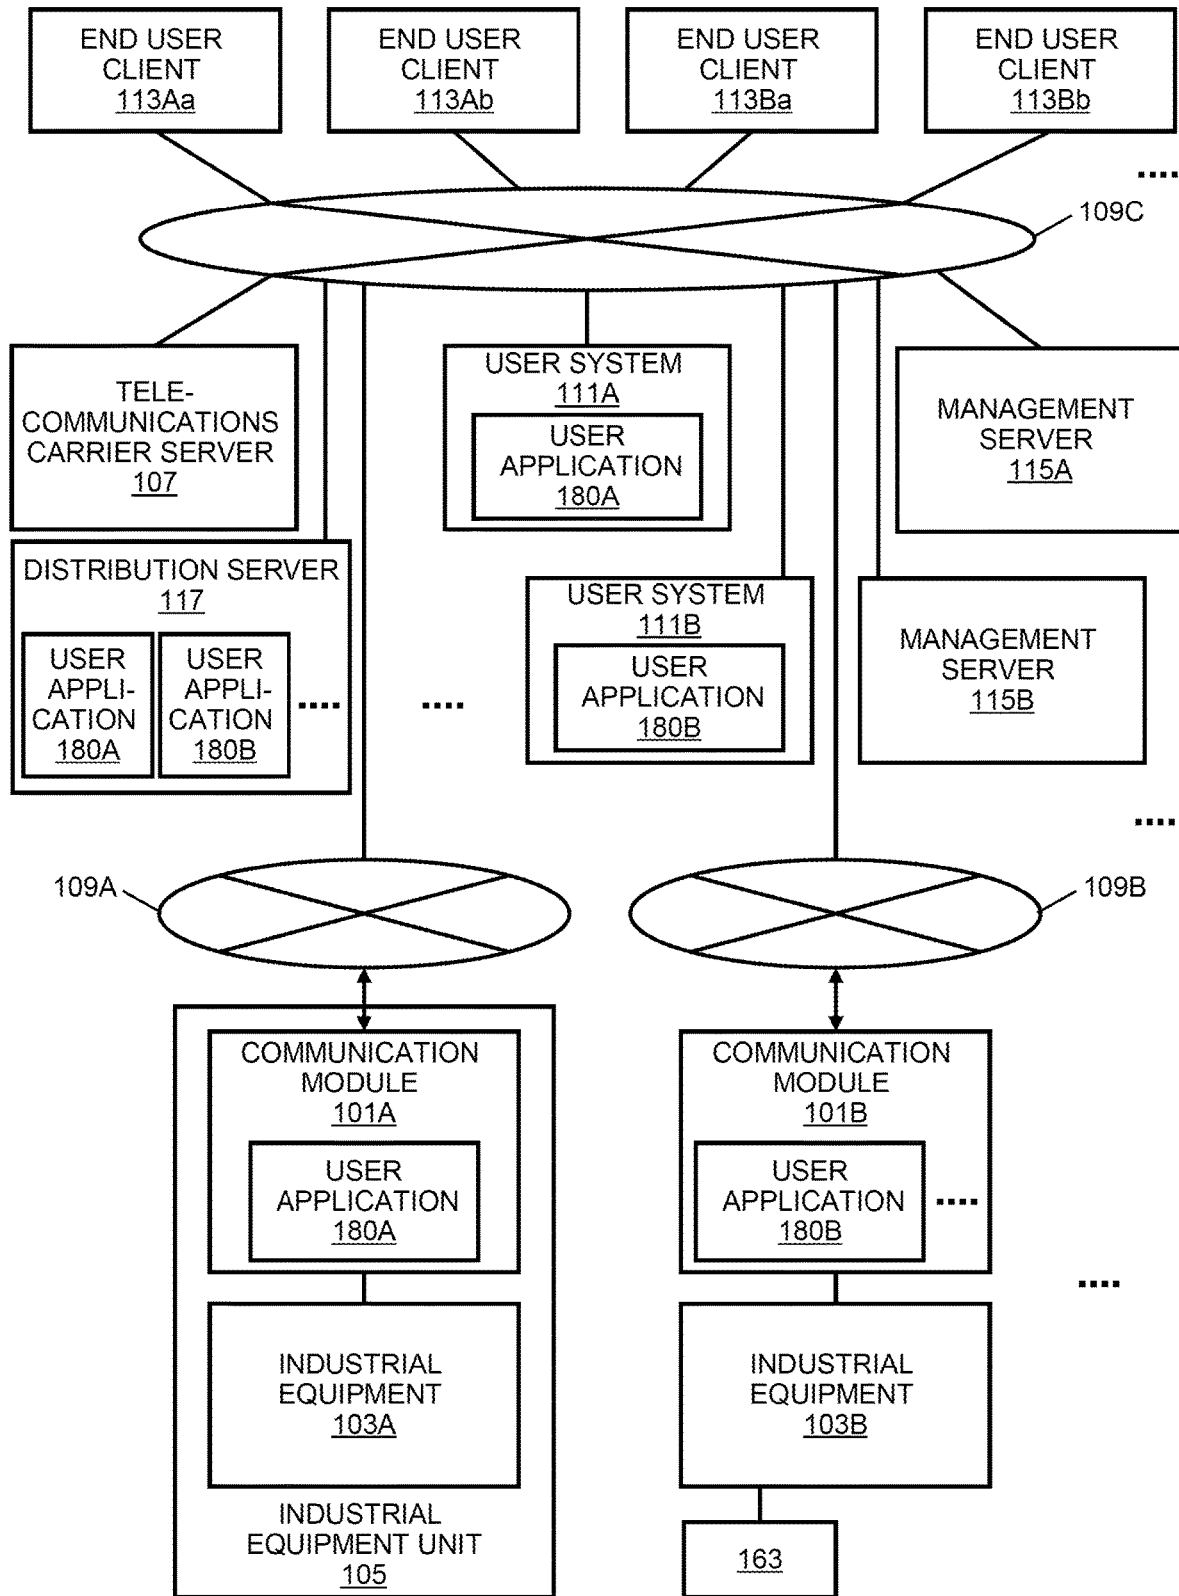 END USER
CLIENT
113Aa
END USER
CLIENT
113Ab
END USER
CLIENT
113Ba
END USER
CLIENT
113Bb
....
109C
TELE-
COMMUNICATIONS
CARRIER SERVER
107
USER SYSTEM
111A
USER
APPLICATION
180A
MANAGEMENT
SERVER
115A
DISTRIBUTION SERVER
117
USER
APPLI-
CATION
180A
USER
APPLI-
CATION
180B
....
....
USER SYSTEM
111B
USER
APPLICATION
180B
MANAGEMENT
SERVER
115B
....
109A
109B
COMMUNICATION
MODULE
101A
USER
APPLICATION
180A
COMMUNICATION
MODULE
101B
USER
APPLICATION
180B
....
....
INDUSTRIAL
EQUIPMENT
103A
INDUSTRIAL
EQUIPMENT
103B
INDUSTRIAL
EQUIPMENT UNIT
105
163